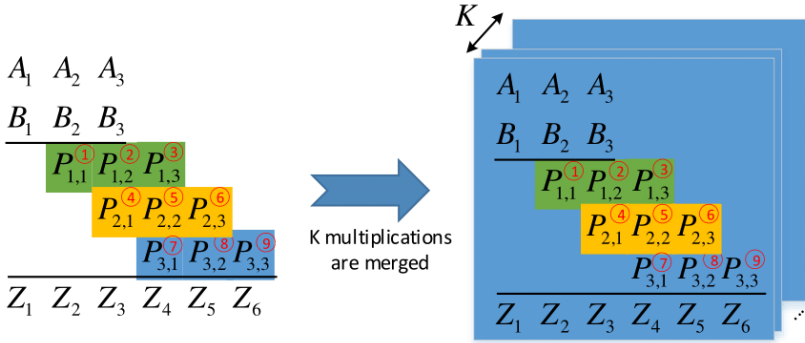 A₁ A₂ A₃
B₁ B₂ B₃
P₁,₁ ① P₁,₂ ② P₁,₃ ③
P₂,₁ ④ P₂,₂ ⑤ P₂,₃ ⑥
P₃,₁ ⑦ P₃,₂ ⑧ P₃,₃ ⑨
Z₁ Z₂ Z₃ Z₄ Z₅ Z₆
K multiplications
are merged
K
A₁ A₂ A₃
B₁ B₂ B₃
P₁,₁ ① P₁,₂ ② P₁,₃ ③
P₂,₁ ④ P₂,₂ ⑤ P₂,₃ ⑥
P₃,₁ ⑦ P₃,₂ ⑧ P₃,₃ ⑨
Z₁ Z₂ Z₃ Z₄ Z₅ Z₆
...